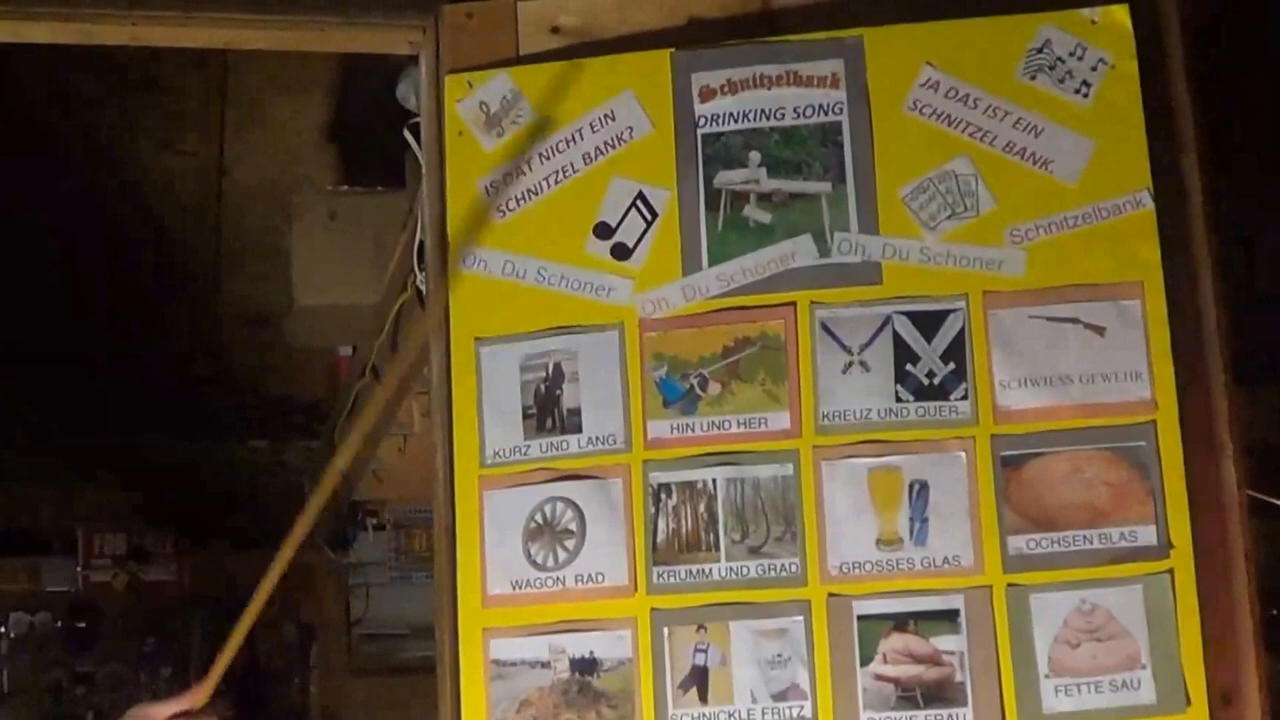 Schnitzelbank
DRINKING SONG
IS DAT NICHT EIN
SCHNITZEL BANK?
JA DAS IST EIN
SCHNITZEL BANK.
Schnitzelbank
Oh, Du Schoner
Oh, Du Schoner
Oh, Du Schoner
KURZ UND LANG
HIN UND HER
KREUZ UND QUER
SCHWIESS GEWEHR
WAGON RAD
KRUMM UND GRAD
GROSSES GLAS
OCHSEN BLAS
SCHNICKLE FRITZ
DICKIE FRAU
FETTE SAU